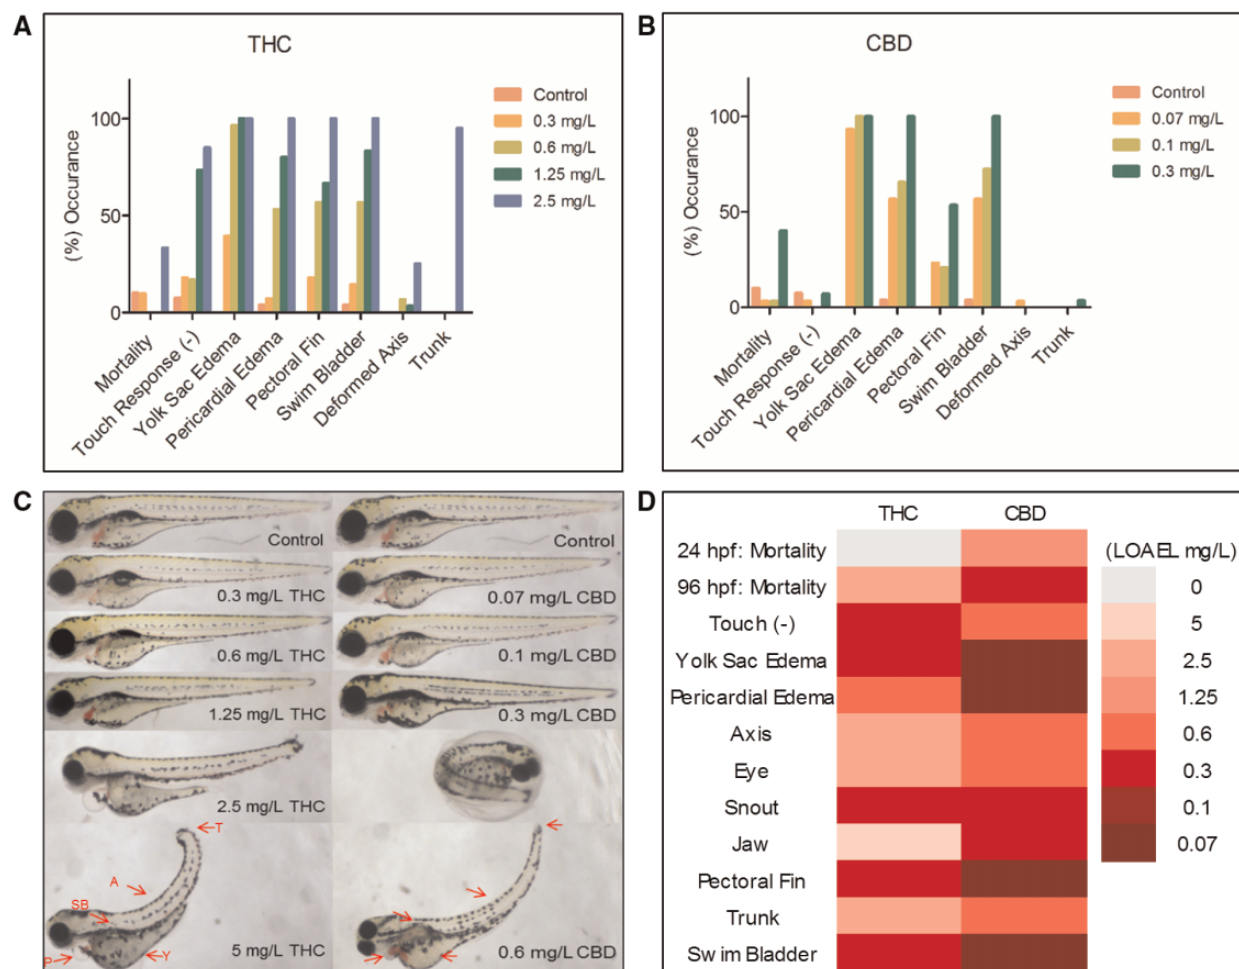 A
THC
(%) Occurance
100
50
0
Mortality
Touch Response (-)
Yolk Sac Edema
Pericardial Edema
Pectoral Fin
Swim Bladder
Deformed Axis
Trunk
Control
0.3 mg/L
0.6 mg/L
1.25 mg/L
2.5 mg/L
B
CBD
(%) Occurance
100
50
0
Mortality
Touch Response (-)
Yolk Sac Edema
Pericardial Edema
Pectoral Fin
Swim Bladder
Deformed Axis
Trunk
Control
0.07 mg/L
0.1 mg/L
0.3 mg/L
C
Control
Control
0.3 mg/L THC
0.07 mg/L CBD
0.6 mg/L THC
0.1 mg/L CBD
1.25 mg/L THC
0.3 mg/L CBD
2.5 mg/L THC
T
A
SB
P
Y
5 mg/L THC
0.6 mg/L CBD
D
THC CBD
24 hpf: Mortality
96 hpf: Mortality
Touch (-)
Yolk Sac Edema
Pericardial Edema
Axis
Eye
Snout
Jaw
Pectoral Fin
Trunk
Swim Bladder
(LOAEL mg/L)
0
5
2.5
1.25
0.6
0.3
0.1
0.07